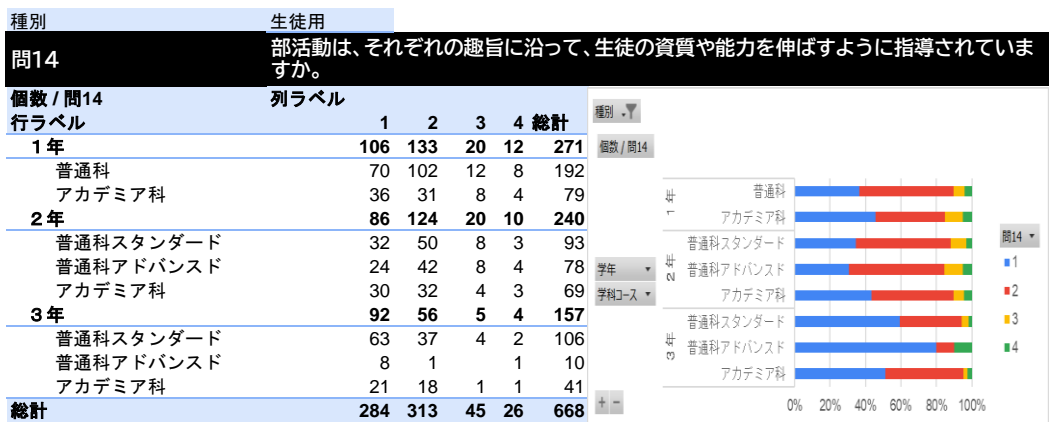 種別 生徒用
問14 部活動は、それぞれの趣旨に沿って、生徒の資質や能力を伸ばすように指導されていま
すか。
個数 / 問14 列ラベル
行ラベル 1 2 3 4 総計
１年 106 133 20 12 271
普通科 70 102 12 8 192
アカデミア科 36 31 8 4 79
２年 86 124 20 10 240
普通科スタンダード 32 50 8 3 93
普通科アドバンスド 24 42 8 4 78
アカデミア科 30 32 4 3 69
３年 92 56 5 4 157
普通科スタンダード 63 37 4 2 106
普通科アドバンスド 8 1 1 10
アカデミア科 21 18 1 1 41
総計 284 313 45 26 668
種別
個数 / 問14
学年
学科コース
１年
普通科
アカデミア科
２年
普通科スタンダード
普通科アドバンスド
アカデミア科
３年
普通科スタンダード
普通科アドバンスド
アカデミア科
0% 20% 40% 60% 80% 100%
問14
1
2
3
4
+ −